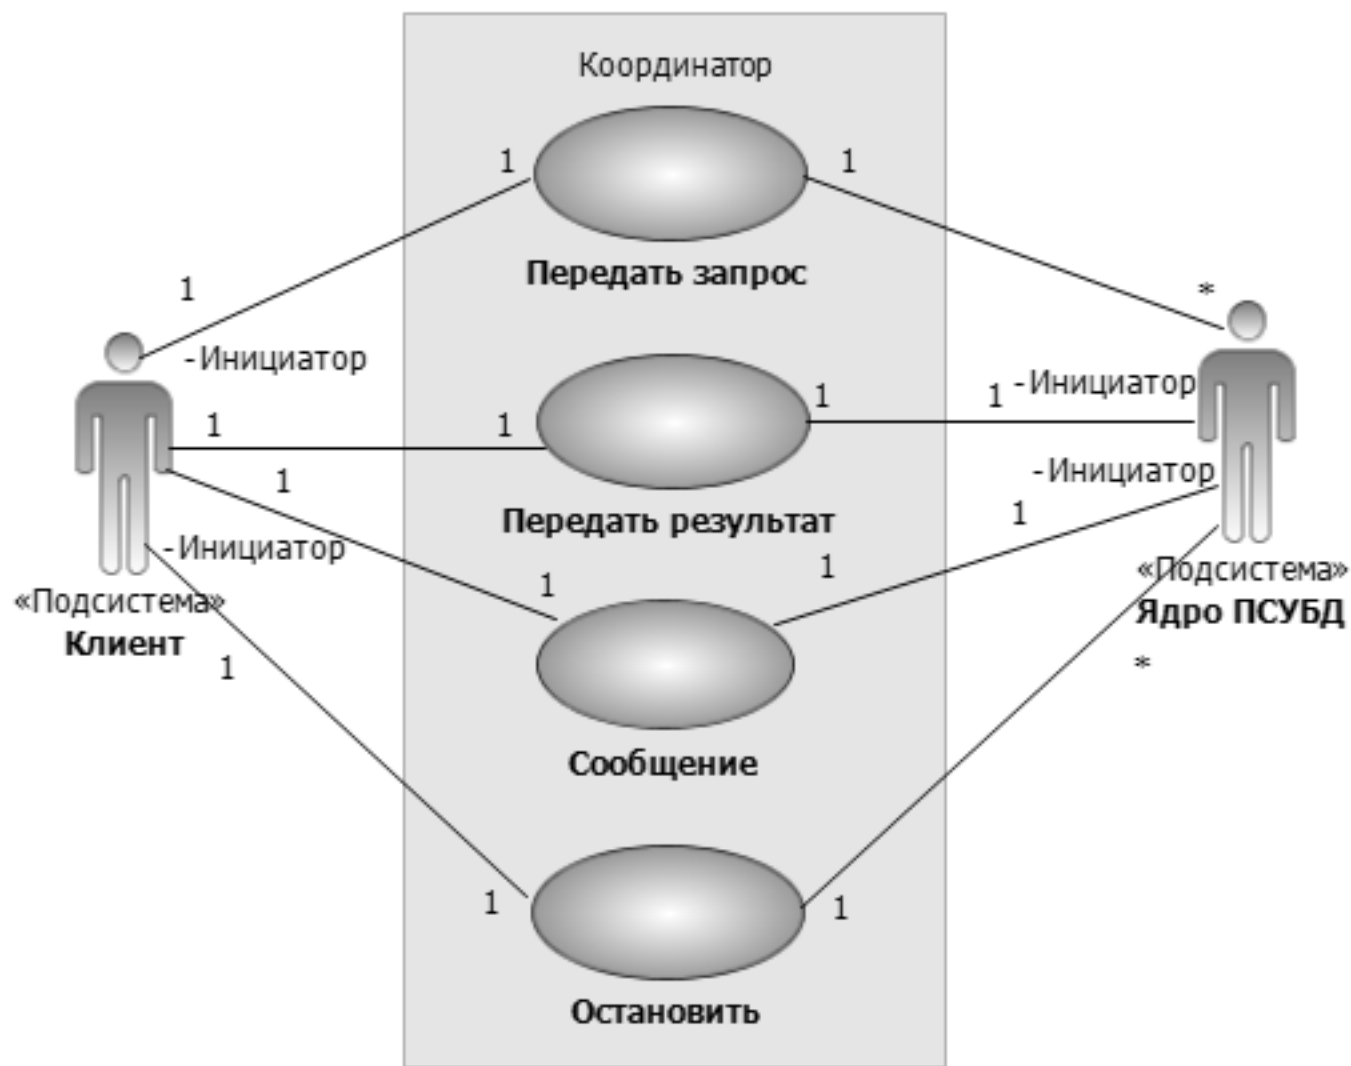 Координатор
1
1
Передать запрос
1
*
-Инициатор
-Инициатор
1
1
1
1
Передать результат
-Инициатор
1
1
-Инициатор
1
1
Сообщение
«Подсистема»
Клиент
«Подсистема»
Ядро ПСУБД
1
*
1
1
Остановить